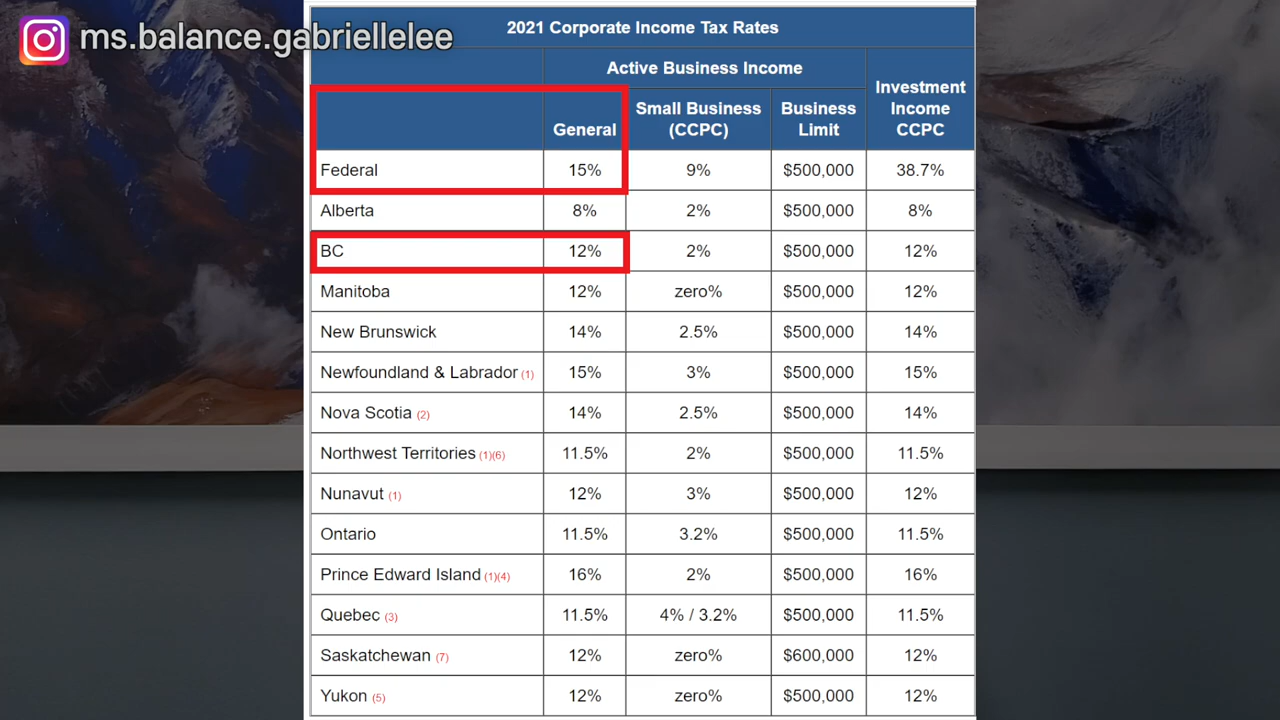 ms.balance.gabriellelee
2021 Corporate Income Tax Rates
Active Business Income
Investment Income CCPC
General
Small Business (CCPC)
Business Limit
Federal 15% 9% $500,000 38.7%
Alberta 8% 2% $500,000 8%
BC 12% 2% $500,000 12%
Manitoba 12% zero% $500,000 12%
New Brunswick 14% 2.5% $500,000 14%
Newfoundland & Labrador (1) 15% 3% $500,000 15%
Nova Scotia (2) 14% 2.5% $500,000 14%
Northwest Territories (1)(6) 11.5% 2% $500,000 11.5%
Nunavut (1) 12% 3% $500,000 12%
Ontario 11.5% 3.2% $500,000 11.5%
Prince Edward Island (1)(4) 16% 2% $500,000 16%
Quebec (3) 11.5% 4% / 3.2% $500,000 11.5%
Saskatchewan (7) 12% zero% $600,000 12%
Yukon (5) 12% zero% $500,000 12%